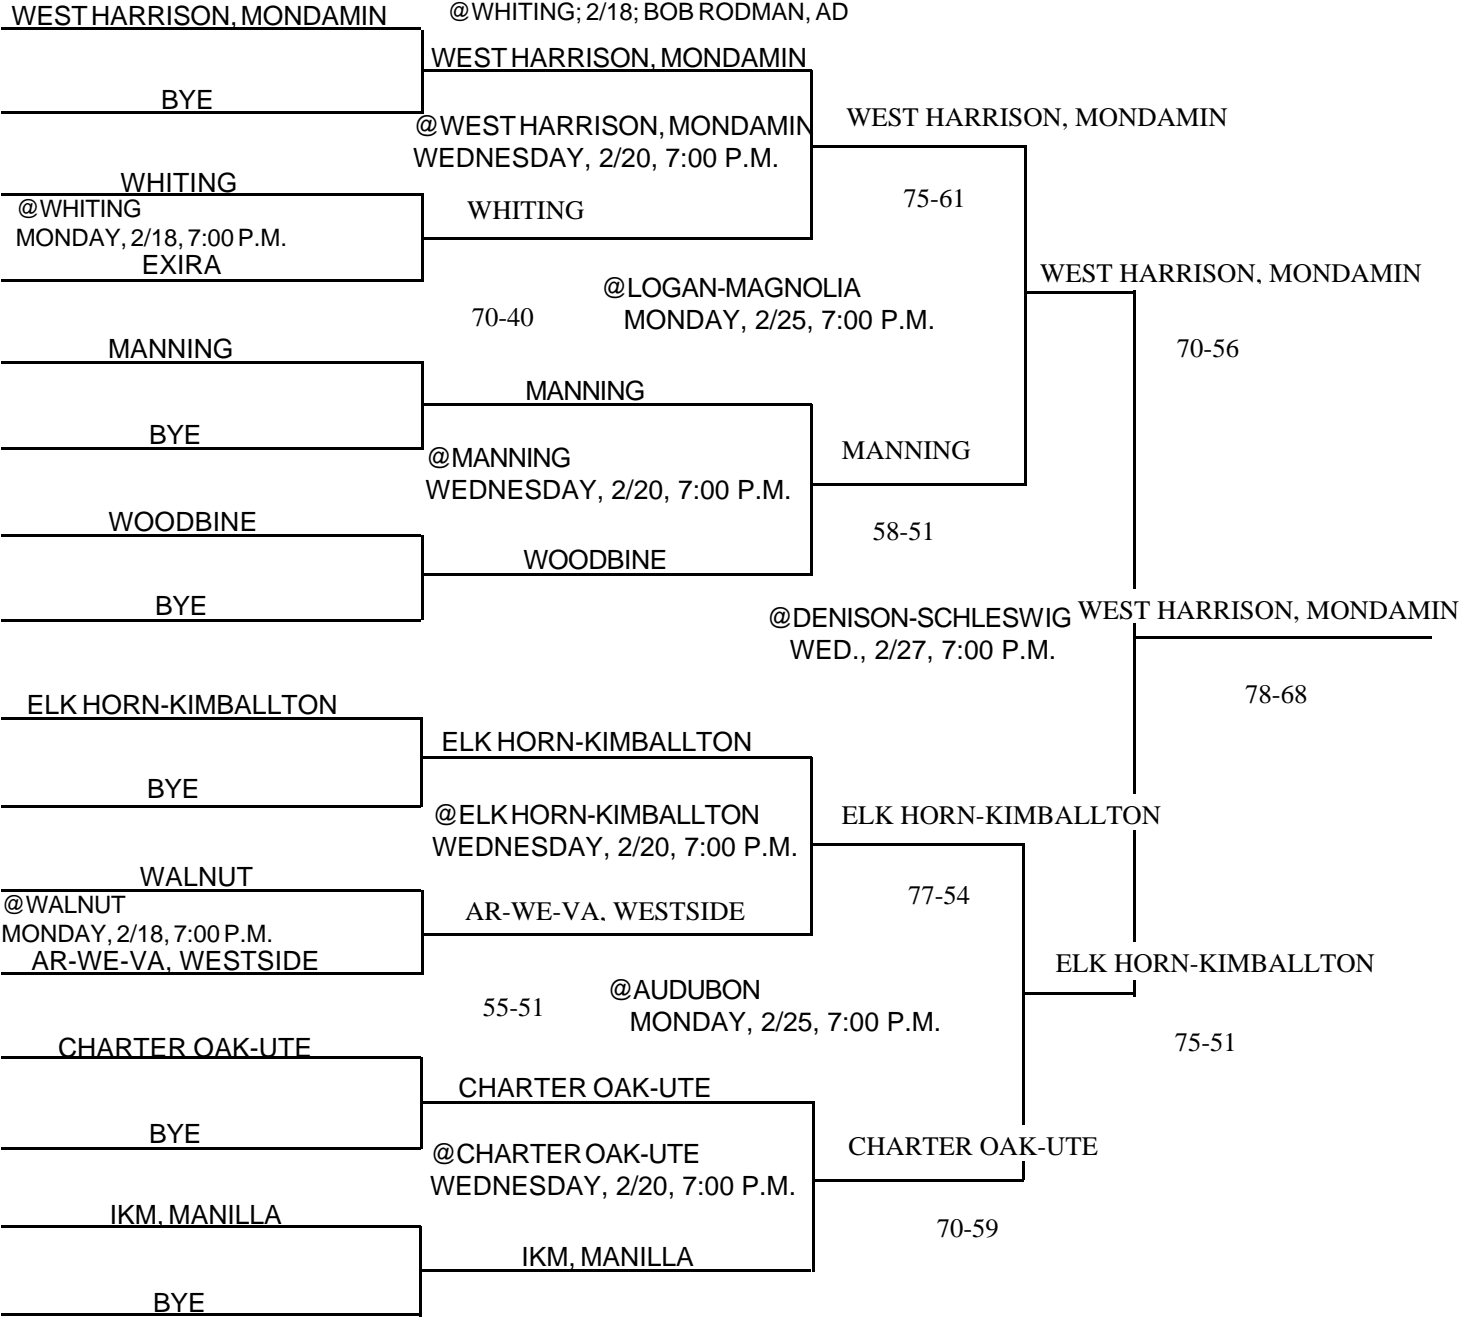 WEST HARRISON, MONDAMIN
@WHITING; 2/18; BOB RODMAN, AD
WEST HARRISON, MONDAMIN
BYE
@WEST HARRISON, MONDAMIN
WEDNESDAY, 2/20, 7:00 P.M.
WEST HARRISON, MONDAMIN
WHITING
@WHITING
MONDAY, 2/18, 7:00 P.M.
EXIRA
WHITING
75-61
70-40
@LOGAN-MAGNOLIA
MONDAY, 2/25, 7:00 P.M.
WEST HARRISON, MONDAMIN
70-56
MANNING
MANNING
BYE
@MANNING
WEDNESDAY, 2/20, 7:00 P.M.
MANNING
58-51
WOODBINE
WOODBINE
BYE
@DENISON-SCHLESWIG
WED., 2/27, 7:00 P.M.
WEST HARRISON, MONDAMIN
78-68
ELK HORN-KIMBALLTON
ELK HORN-KIMBALLTON
BYE
@ELK HORN-KIMBALLTON
WEDNESDAY, 2/20, 7:00 P.M.
ELK HORN-KIMBALLTON
77-54
WALNUT
@WALNUT
MONDAY, 2/18, 7:00 P.M.
AR-WE-VA, WESTSIDE
AR-WE-VA, WESTSIDE
55-51
@AUDUBON
MONDAY, 2/25, 7:00 P.M.
ELK HORN-KIMBALLTON
75-51
CHARTER OAK-UTE
CHARTER OAK-UTE
BYE
@CHARTER OAK-UTE
WEDNESDAY, 2/20, 7:00 P.M.
CHARTER OAK-UTE
70-59
IKM, MANILLA
IKM, MANILLA
BYE